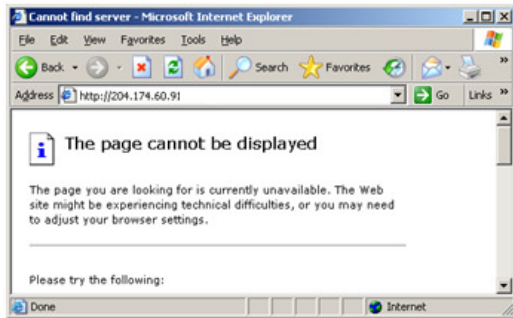 Cannot find server - Microsoft Internet Explorer
File Edit View Favorites Tools Help
Back Search Favorites »
Address http://204.174.60.91 Go Links »
The page cannot be displayed
The page you are looking for is currently unavailable. The Web
site might be experiencing technical difficulties, or you may need
to adjust your browser settings.
Please try the following:
Done Internet